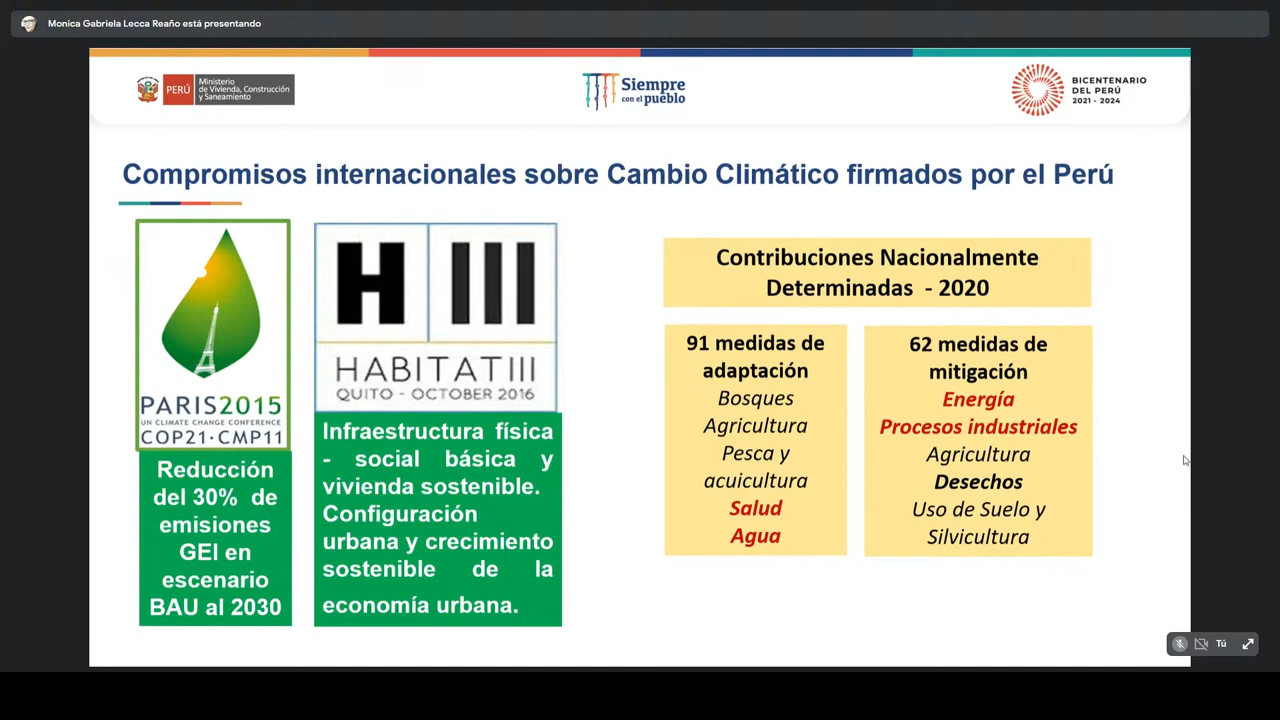 Monica Gabriela Lecca Reaño está presentando
PERÚ
Ministerio
de Vivienda, Construcción
y Saneamiento
Siempre
con el pueblo
BICENTENARIO
DEL PERÚ
2021 - 2024
Compromisos internacionales sobre Cambio Climático firmados por el Perú
PARIS2015
UN CLIMATE CHANGE CONFERENCE
COP21·CMP11
Reducción
del 30% de
emisiones
GEI en
escenario
BAU al 2030
H III
HABITAT III
QUITO - OCTOBER 2016
Infraestructura física
- social básica y
vivienda sostenible.
Configuración
urbana y crecimiento
sostenible de la
economía urbana.
Contribuciones Nacionalmente
Determinadas - 2020
91 medidas de
adaptación
Bosques
Agricultura
Pesca y
acuicultura
Salud
Agua
62 medidas de
mitigación
Energía
Procesos industriales
Agricultura
Desechos
Uso de Suelo y
Silvicultura
Tú